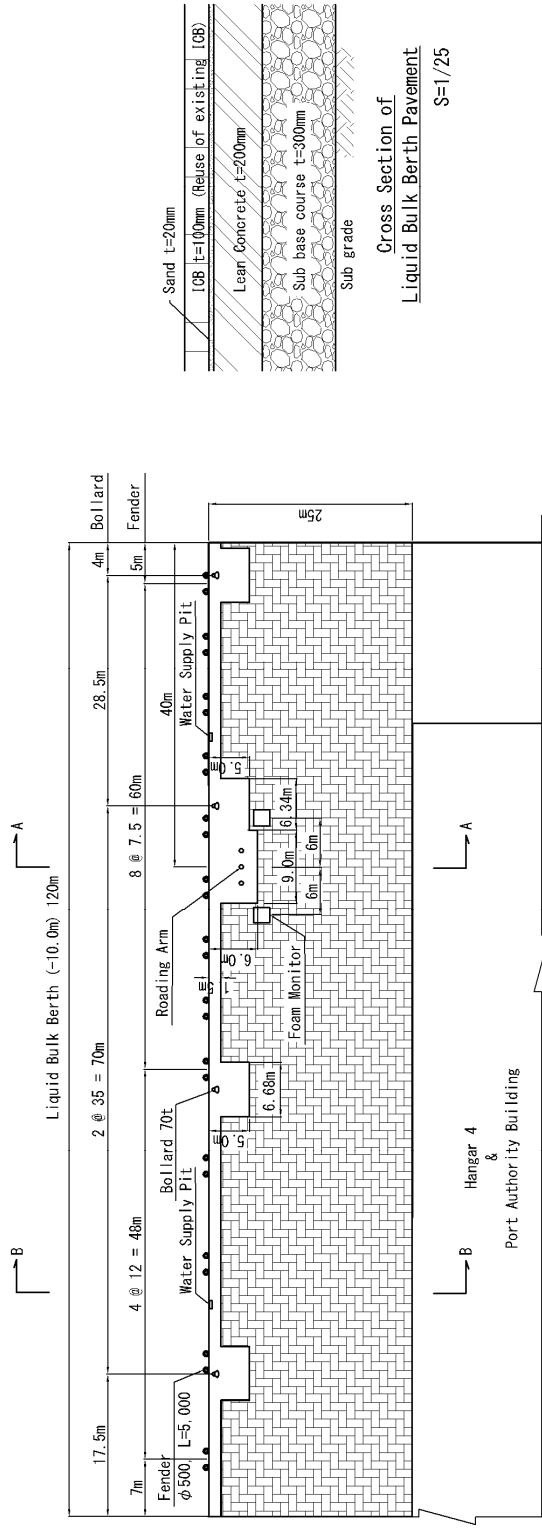 Liquid Bulk Berth (-10.0m) 120m
B
A
17.5m
2 @ 35 = 70m
28.5m
4m
Bollard
7m
4 @ 12 = 48m
8 @ 7.5 = 60m
5m
Fender
Fender
φ500, L=5,000
Water Supply Pit
Bollard 70t
Roading Arm
40m
Water Supply Pit
5.0m
6.68m
1.5m
6.0m
Foam Monitor
9.0m
6m
6m
6.34m
5.0m
25m
B
A
Hangar 4
&
Port Authority Building
Sand t=20mm
ICB t=100mm (Reuse of existing ICB)
Lean Concrete t=200mm
Sub base course t=300mm
Sub grade
Cross Section of
Liquid Bulk Berth Pavement
S=1/25